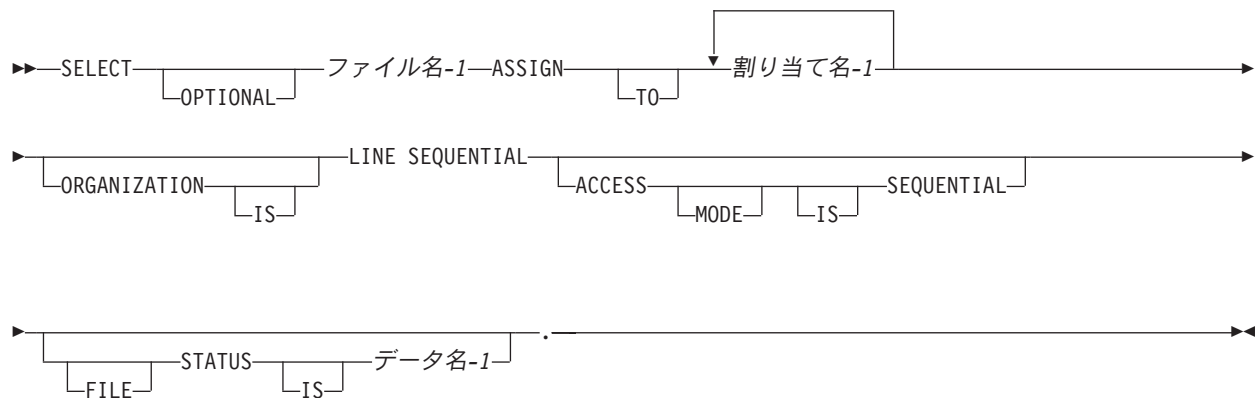 SELECT ファイル名-1 ASSIGN 割り当て名-1
OPTIONAL TO
LINE SEQUENTIAL
ORGANIZATION ACCESS SEQUENTIAL
IS MODE IS
.
STATUS データ名-1
FILE IS